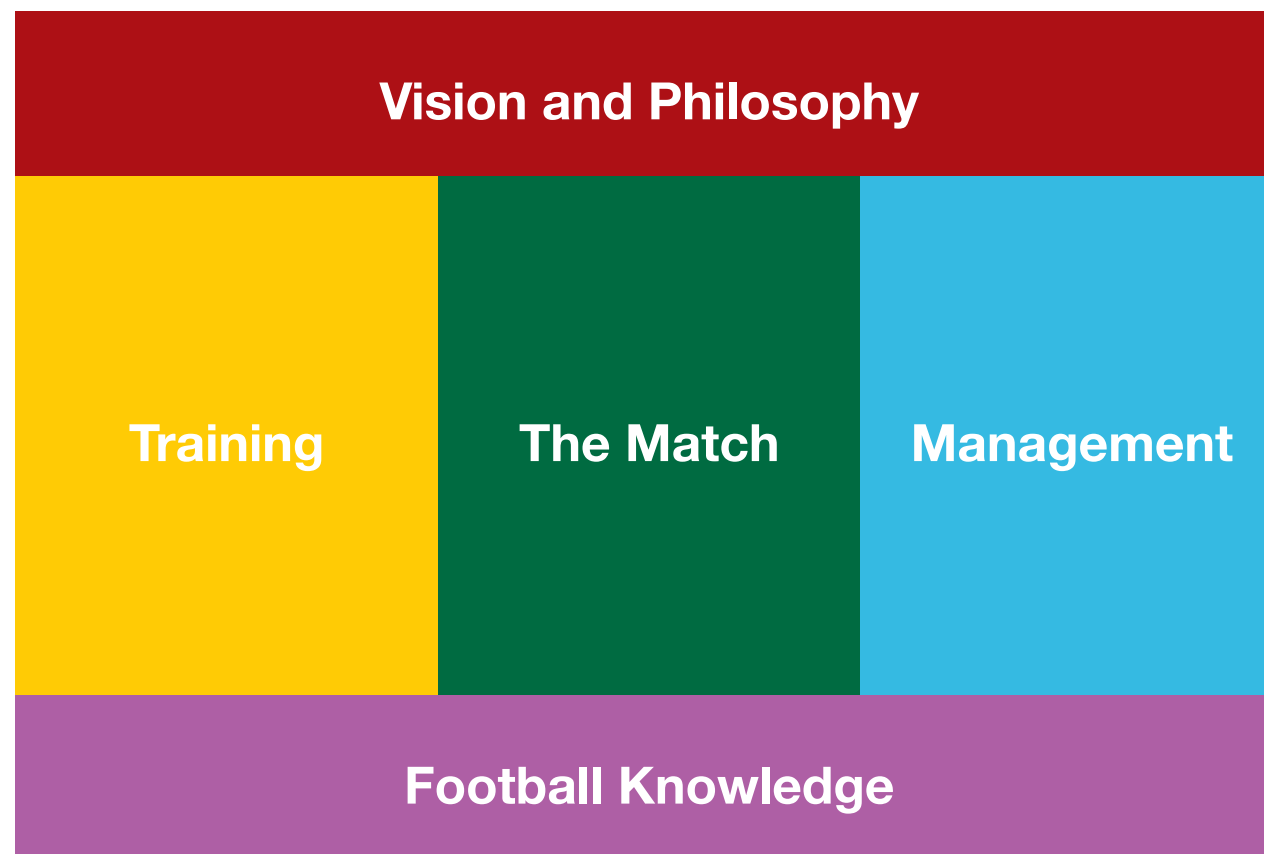 Vision and Philosophy
Training
The Match
Management
Football Knowledge